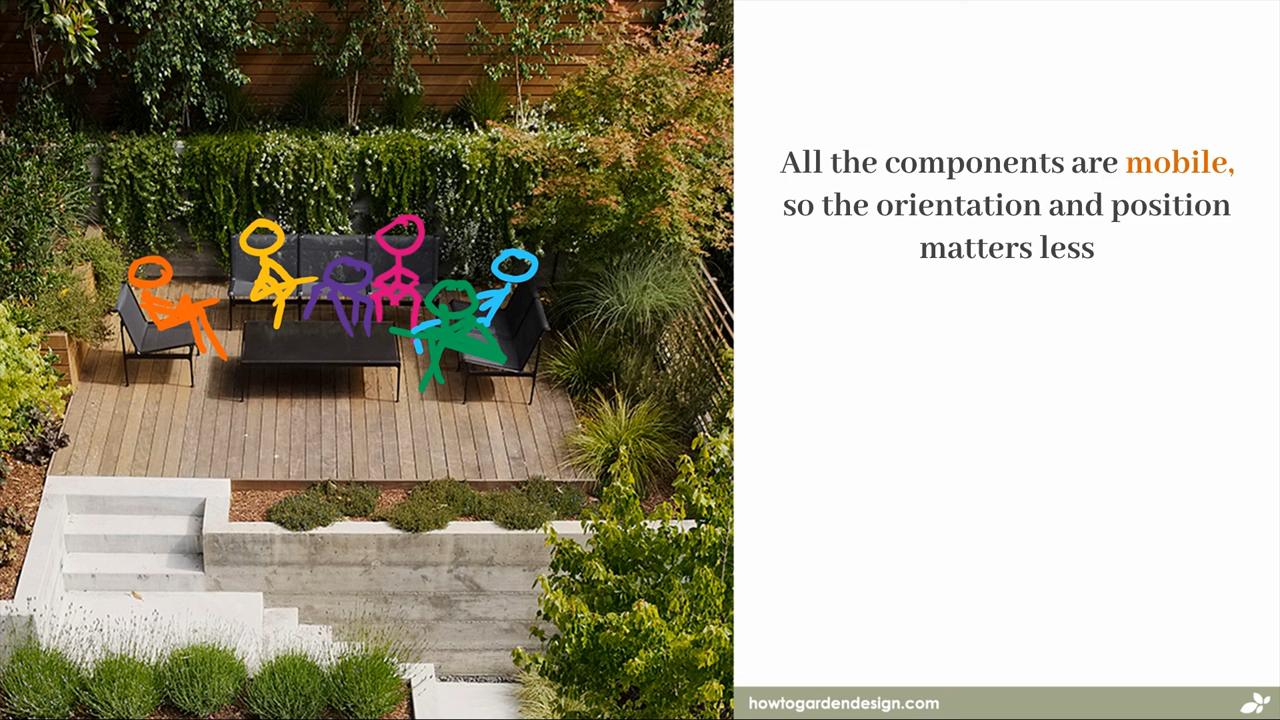 All the components are mobile,
so the orientation and position
matters less
howtogardendesign.com